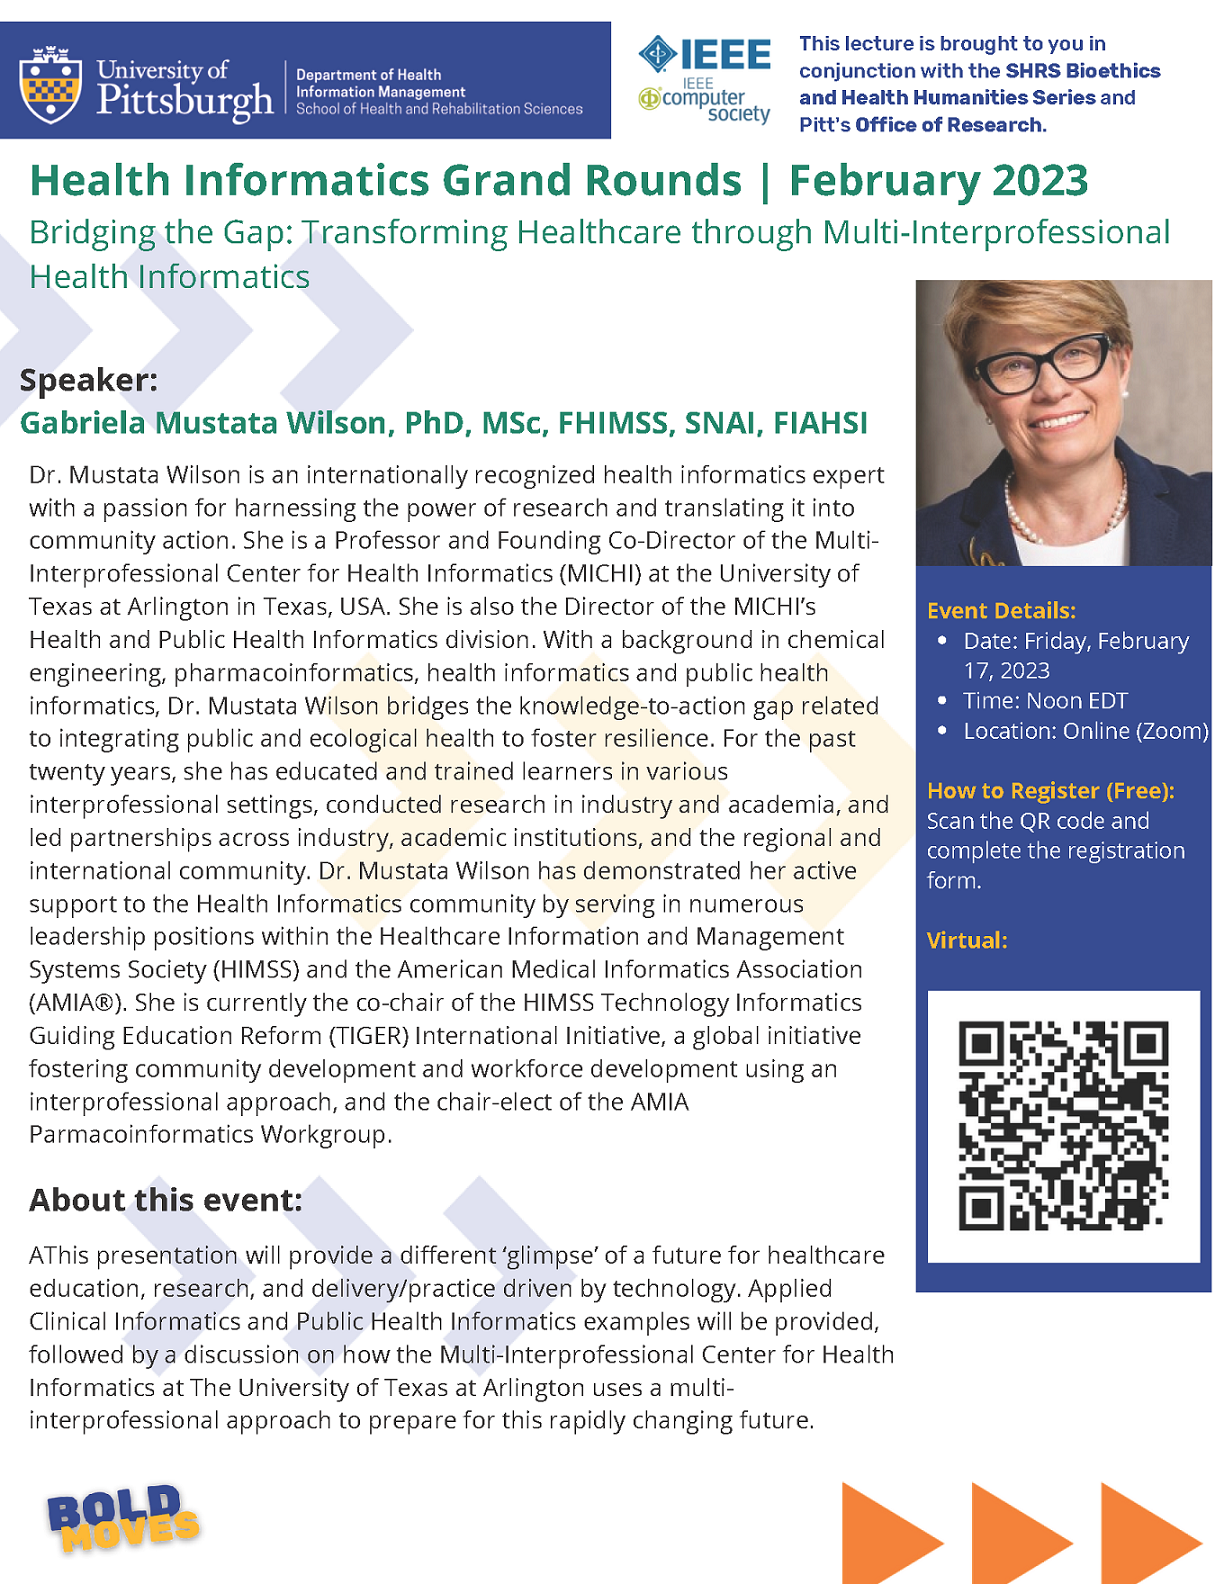 University of
Pittsburgh
Department of Health
Information Management
School of Health and Rehabilitation Sciences
IEEE
IEEE
computer
society
This lecture is brought to you in
conjunction with the SHRS Bioethics
and Health Humanities Series and
Pitt's Office of Research.
Health Informatics Grand Rounds | February 2023
Bridging the Gap: Transforming Healthcare through Multi-Interprofessional
Health Informatics
Speaker:
Gabriela Mustata Wilson, PhD, MSc, FHIMSS, SNAI, FIAHSI
Dr. Mustata Wilson is an internationally recognized health informatics expert
with a passion for harnessing the power of research and translating it into
community action. She is a Professor and Founding Co-Director of the Multi-
Interprofessional Center for Health Informatics (MICHI) at the University of
Texas at Arlington in Texas, USA. She is also the Director of the MICHI's
Health and Public Health Informatics division. With a background in chemical
engineering, pharmacoinformatics, health informatics and public health
informatics, Dr. Mustata Wilson bridges the knowledge-to-action gap related
to integrating public and ecological health to foster resilience. For the past
twenty years, she has educated and trained learners in various
interprofessional settings, conducted research in industry and academia, and
led partnerships across industry, academic institutions, and the regional and
international community. Dr. Mustata Wilson has demonstrated her active
support to the Health Informatics community by serving in numerous
leadership positions within the Healthcare Information and Management
Systems Society (HIMSS) and the American Medical Informatics Association
(AMIA®). She is currently the co-chair of the HIMSS Technology Informatics
Guiding Education Reform (TIGER) International Initiative, a global initiative
fostering community development and workforce development using an
interprofessional approach, and the chair-elect of the AMIA
Parmacoinformatics Workgroup.
About this event:
AThis presentation will provide a different 'glimpse' of a future for healthcare
education, research, and delivery/practice driven by technology. Applied
Clinical Informatics and Public Health Informatics examples will be provided,
followed by a discussion on how the Multi-Interprofessional Center for Health
Informatics at The University of Texas at Arlington uses a multi-
interprofessional approach to prepare for this rapidly changing future.
Event Details:
• Date: Friday, February
17, 2023
• Time: Noon EDT
• Location: Online (Zoom)
How to Register (Free):
Scan the QR code and
complete the registration
form.
Virtual:
BOLD
MOVES